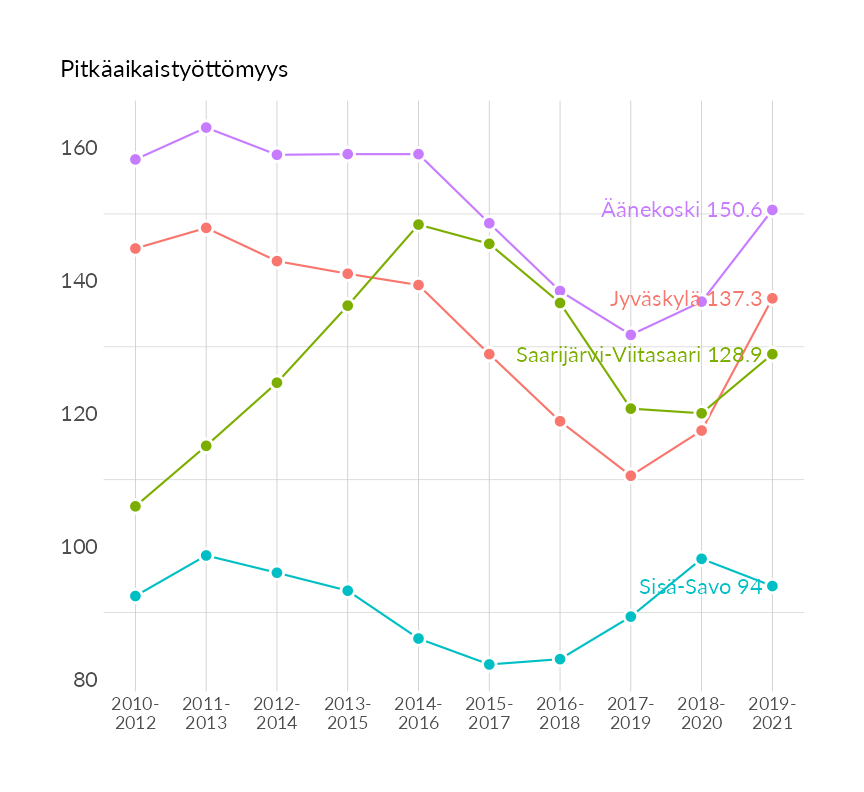 Pitkäaikaistyöttömyys
160
Äänekoski 150.6
140
Jyväskylä 137.3
Saarijärvi-Viitasaari 128.9
120
100
Sisä-Savo 94
80
2010- 2011- 2012- 2013- 2014- 2015- 2016- 2017- 2018- 2019-
2012 2013 2014 2015 2016 2017 2018 2019 2020 2021